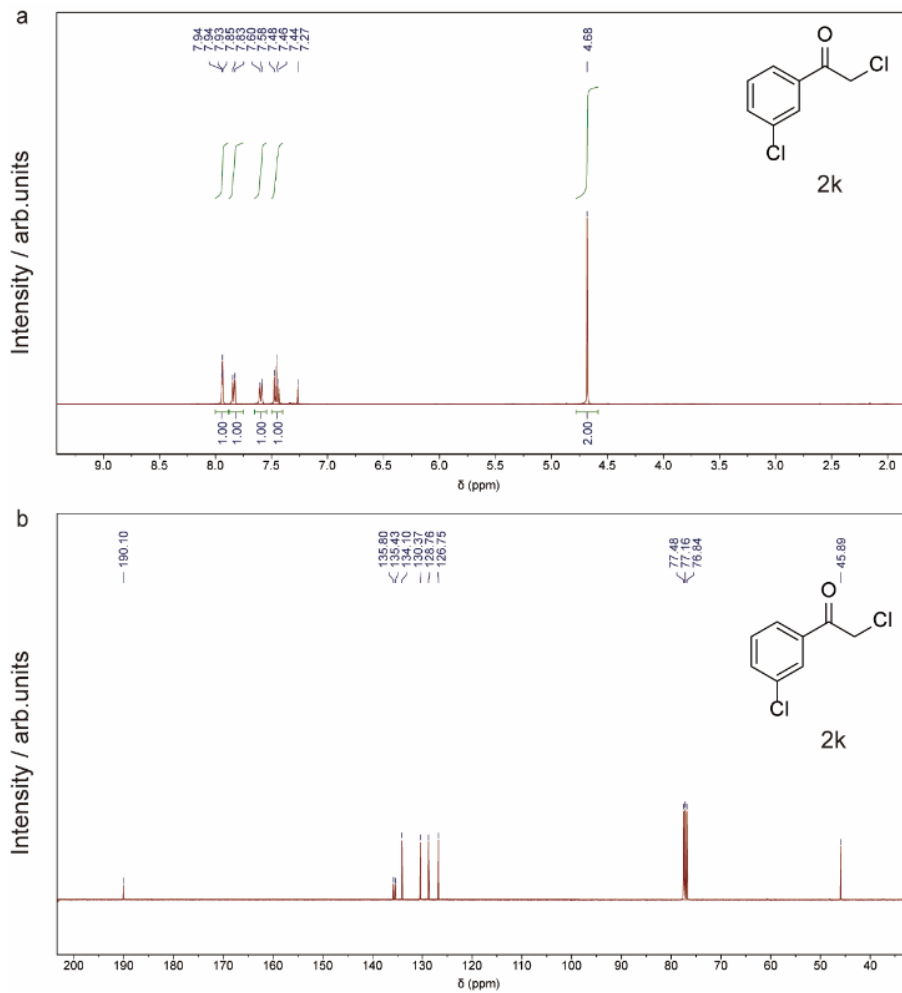 a
7.94
7.94
7.93
7.85
7.83
7.60
7.58
7.48
7.46
7.44
7.27
4.68
O
Cl
Cl
2k
Intensity / arb.units
1.00
1.00
1.00
1.00
2.00
9.0 8.5 8.0 7.5 7.0 6.5 6.0 5.5 5.0 4.5 4.0 3.5 3.0 2.5 2.0
δ (ppm)
b
190.10
135.80
135.43
134.10
130.37
128.76
126.75
77.48
77.16
76.84
45.89
O
Cl
Cl
2k
Intensity / arb.units
200 190 180 170 160 150 140 130 120 110 100 90 80 70 60 50 40
δ (ppm)